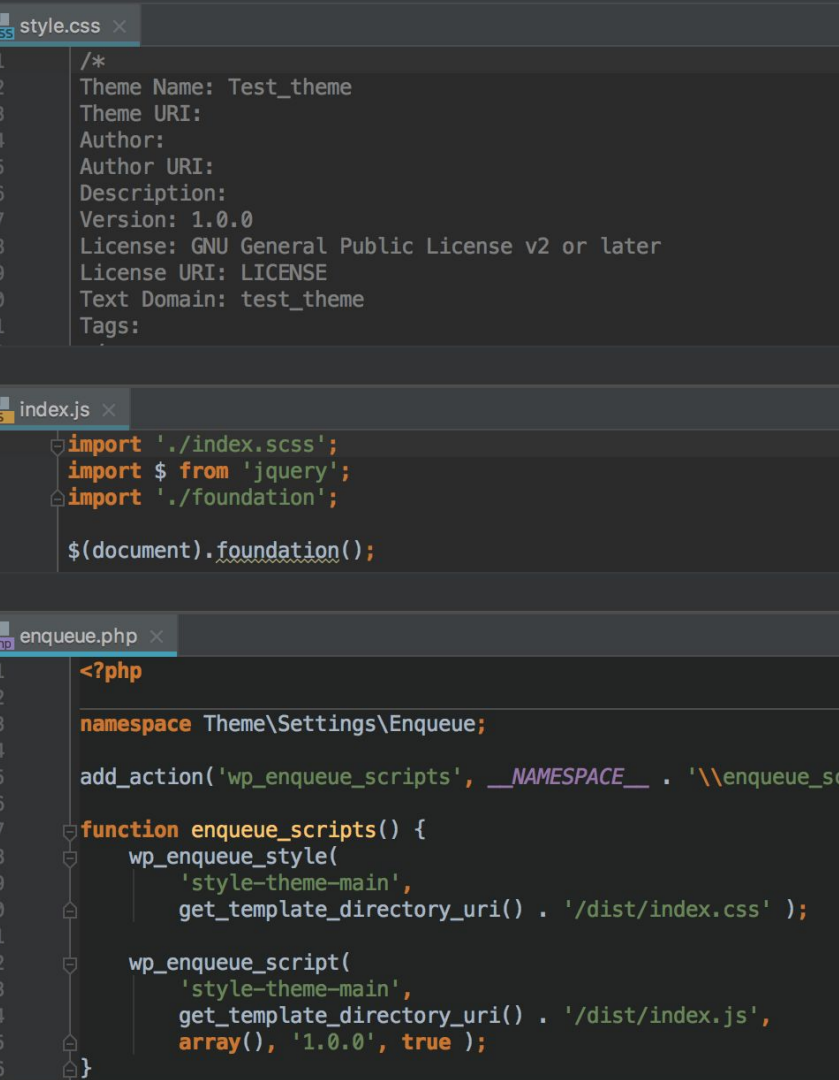 style.css
/*
Theme Name: Test_theme
Theme URI:
Author:
Author URI:
Description:
Version: 1.0.0
License: GNU General Public License v2 or later
License URI: LICENSE
Text Domain: test_theme
Tags:
index.js
import './index.scss';
import $ from 'jquery';
import './foundation';
$(document).foundation();
enqueue.php
<?php
namespace Theme\Settings\Enqueue;
add_action('wp_enqueue_scripts', __NAMESPACE__ . '\\enqueue_sc
function enqueue_scripts() {
wp_enqueue_style(
'style-theme-main',
get_template_directory_uri() . '/dist/index.css' );
wp_enqueue_script(
'style-theme-main',
get_template_directory_uri() . '/dist/index.js',
array(), '1.0.0', true );
}